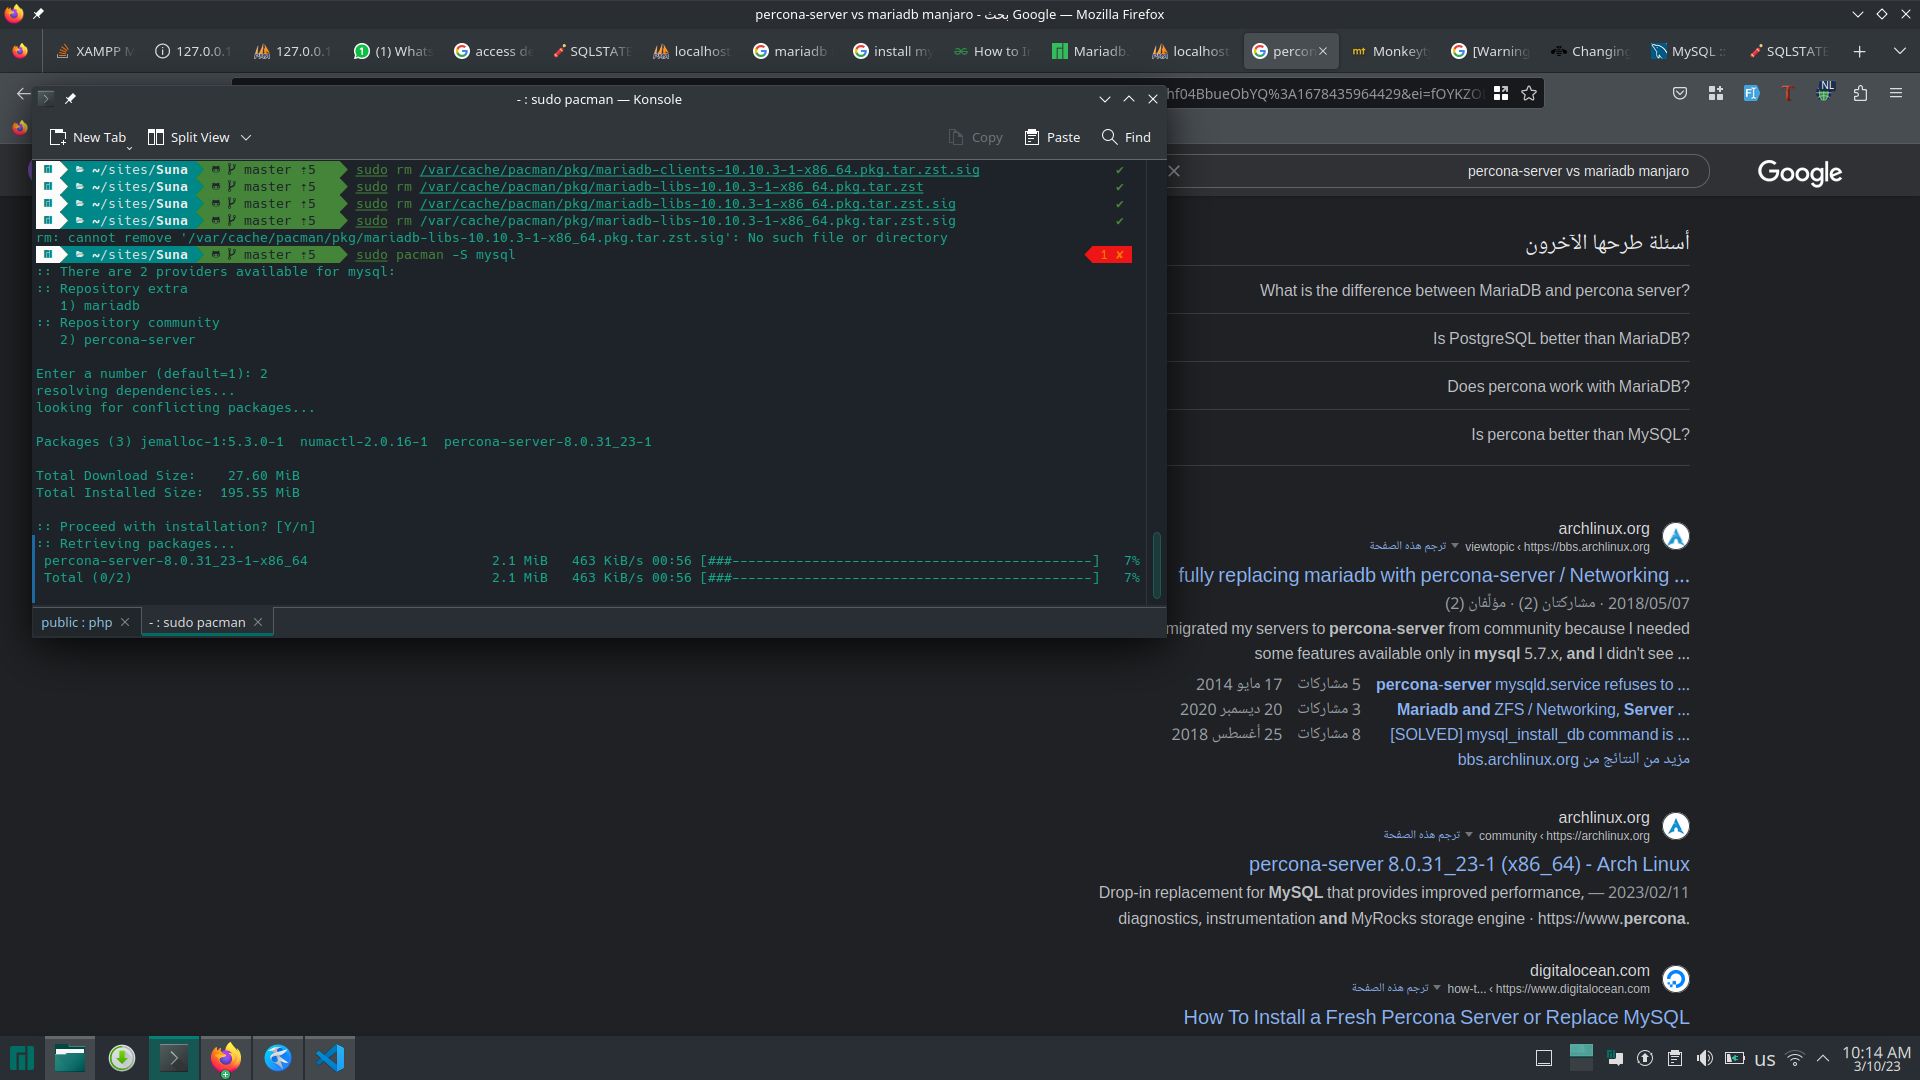 percona-server vs mariadb manjaro - بحث Google — Mozilla Firefox
XAMPP M
127.0.0.1
127.0.0.1
(1) Whats
access de
SQLSTATE
localhost
mariadb
install my
How to In
Mariadb.
localhost
percon
Monkeyt
[Warning
Changing
MySQL ::
SQLSTATE
hf04BbueObYQ%3A1678435964429&ei=fOYKZO
NL
- : sudo pacman — Konsole
New Tab
Split View
Copy
Paste
Find
~/sites/Suna master ⇡5 sudo rm /var/cache/pacman/pkg/mariadb-clients-10.10.3-1-x86_64.pkg.tar.zst.sig ✔
~/sites/Suna master ⇡5 sudo rm /var/cache/pacman/pkg/mariadb-libs-10.10.3-1-x86_64.pkg.tar.zst ✔
~/sites/Suna master ⇡5 sudo rm /var/cache/pacman/pkg/mariadb-libs-10.10.3-1-x86_64.pkg.tar.zst.sig ✔
~/sites/Suna master ⇡5 sudo rm /var/cache/pacman/pkg/mariadb-libs-10.10.3-1-x86_64.pkg.tar.zst.sig ✔
rm: cannot remove '/var/cache/pacman/pkg/mariadb-libs-10.10.3-1-x86_64.pkg.tar.zst.sig': No such file or directory
~/sites/Suna master ⇡5 sudo pacman -S mysql 1 ✘
:: There are 2 providers available for mysql:
:: Repository extra
1) mariadb
:: Repository community
2) percona-server
Enter a number (default=1): 2
resolving dependencies...
looking for conflicting packages...
Packages (3) jemalloc-1:5.3.0-1 numactl-2.0.16-1 percona-server-8.0.31_23-1
Total Download Size: 27.60 MiB
Total Installed Size: 195.55 MiB
:: Proceed with installation? [Y/n]
:: Retrieving packages...
percona-server-8.0.31_23-1-x86_64 2.1 MiB 463 KiB/s 00:56 [###---------------------------------------------] 7%
Total (0/2) 2.1 MiB 463 KiB/s 00:56 [###---------------------------------------------] 7%
public : php
- : sudo pacman
percona-server vs mariadb manjaro
Google
أسئلة طرحها الآخرون
What is the difference between MariaDB and percona server?
Is PostgreSQL better than MariaDB?
Does percona work with MariaDB?
Is percona better than MySQL?
archlinux.org
https://bbs.archlinux.org › viewtopic ترجم هذه الصفحة
fully replacing mariadb with percona-server / Networking ...
2018/05/07 · مشاركتان (2) · مؤلّفان (2)
migrated my servers to percona-server from community because I needed
some features available only in mysql 5.7.x, and I didn't see ...
percona-server mysqld.service refuses to ... 5 مشاركات 17 مايو 2014
Mariadb and ZFS / Networking, Server ... 3 مشاركات 20 ديسمبر 2020
[SOLVED] mysql_install_db command is ... 8 مشاركات 25 أغسطس 2018
مزيد من النتائج من bbs.archlinux.org
archlinux.org
https://archlinux.org › community ترجم هذه الصفحة
percona-server 8.0.31_23-1 (x86_64) - Arch Linux
2023/02/11 — Drop-in replacement for MySQL that provides improved performance,
diagnostics, instrumentation and MyRocks storage engine · https://www.percona.
digitalocean.com
https://www.digitalocean.com › how-t... ترجم هذه الصفحة
How To Install a Fresh Percona Server or Replace MySQL
us
10:14 AM
3/10/23